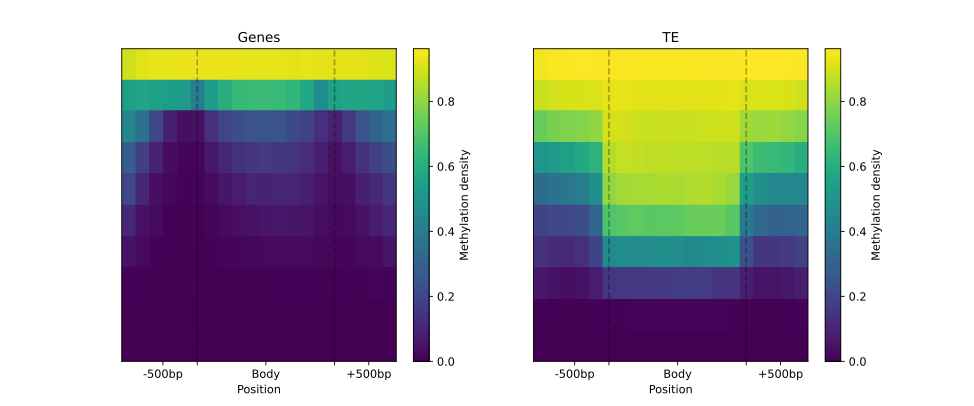 Genes
TE
0.8
0.6
0.4
0.2
0.0
Methylation density
-500bp
Body
+500bp
Position
0.8
0.6
0.4
0.2
0.0
Methylation density
-500bp
Body
+500bp
Position